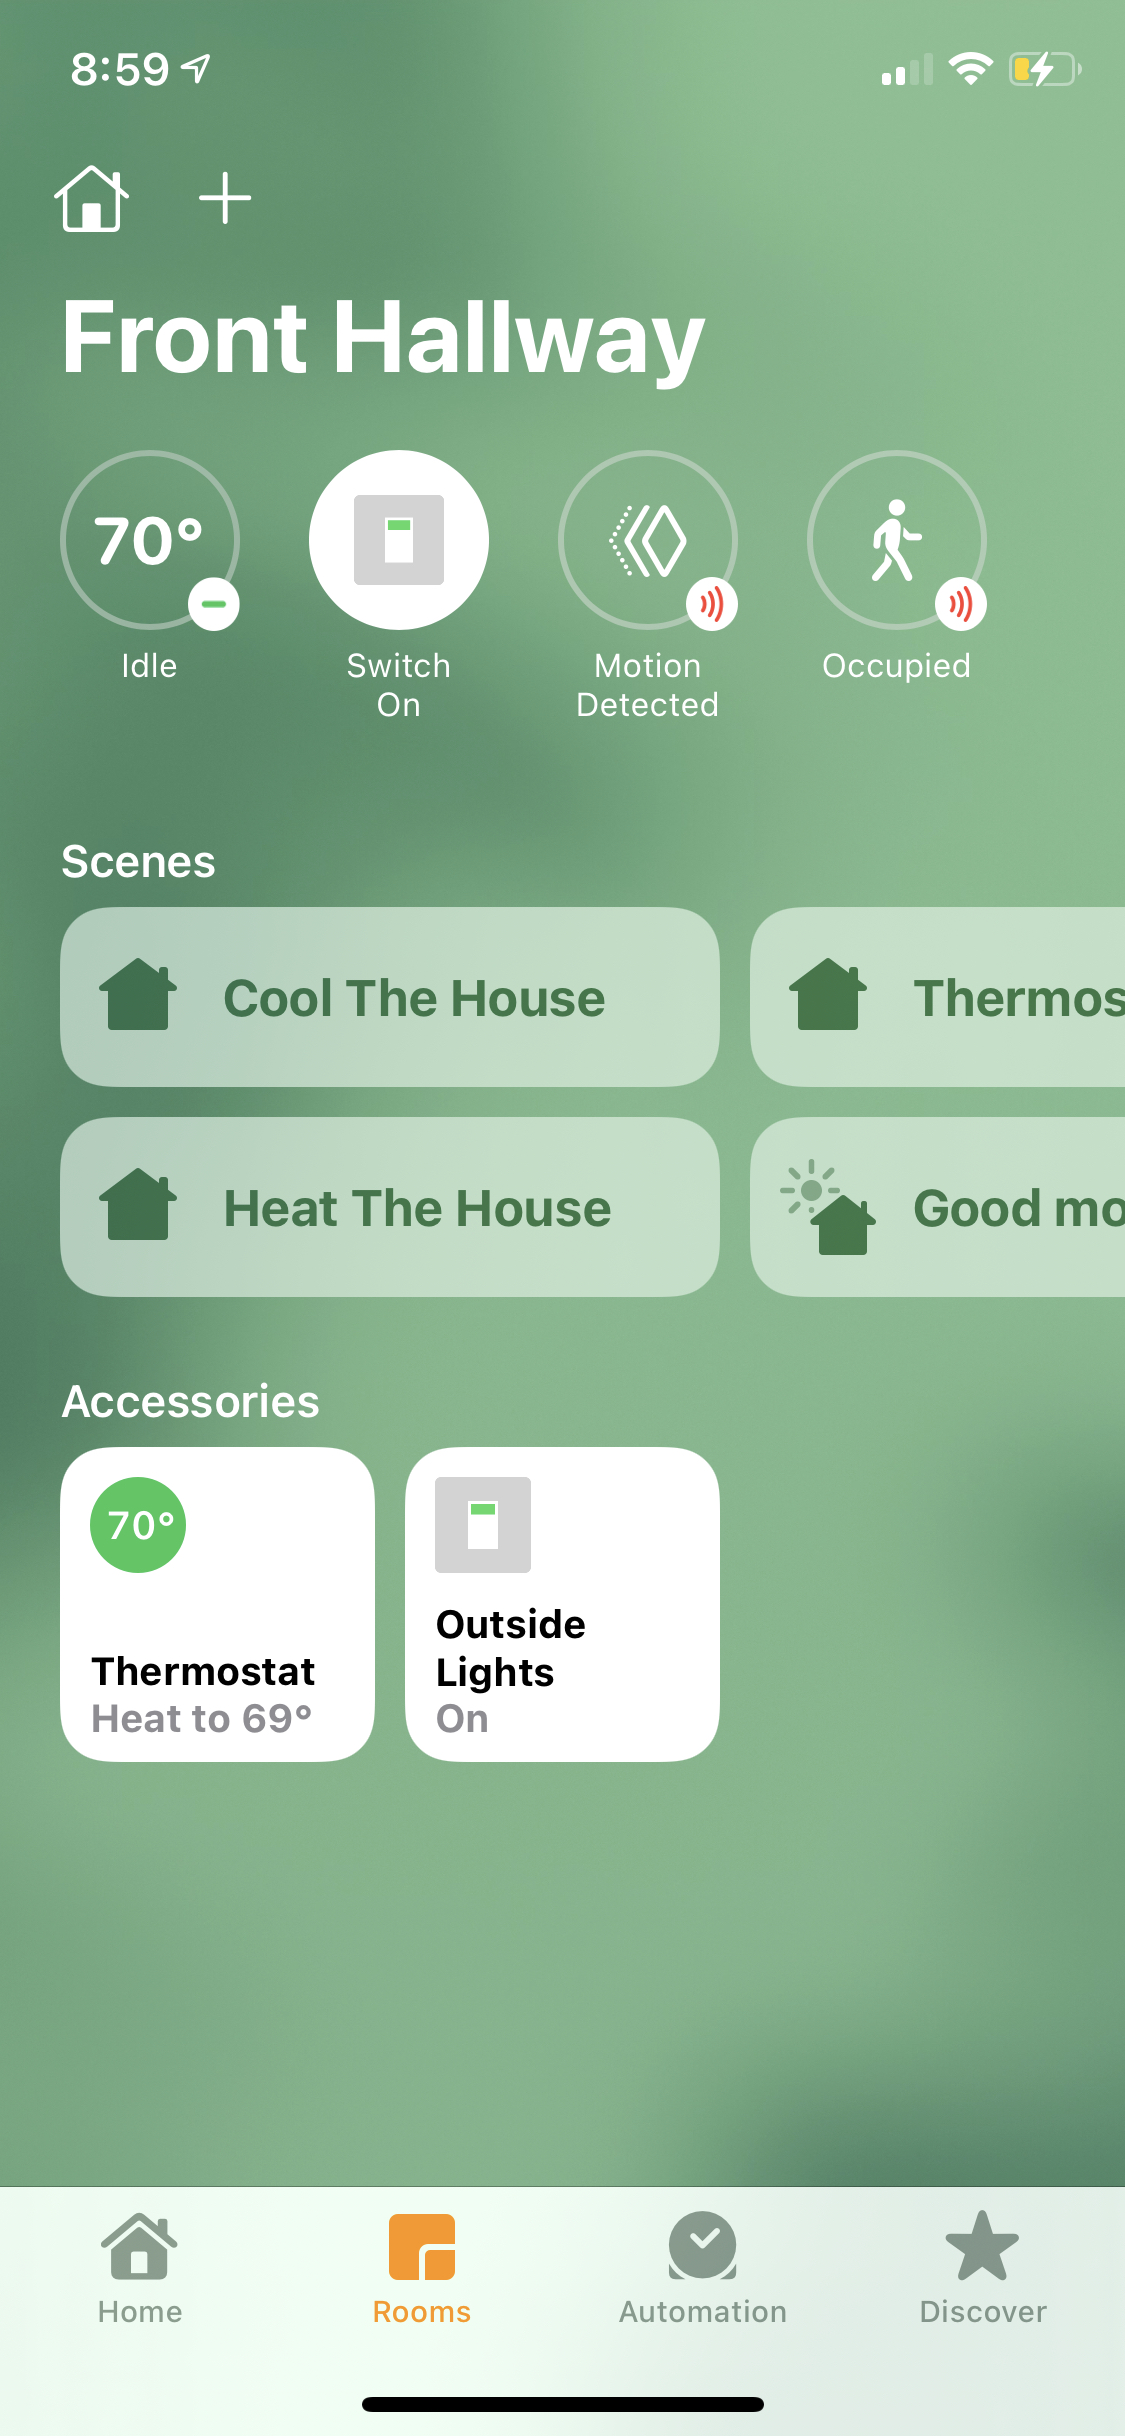 8:59
Front Hallway
70°
Idle
Switch
On
Motion
Detected
Occupied
Scenes
Cool The House
Thermos
Heat The House
Good mo
Accessories
70°
Thermostat
Heat to 69°
Outside
Lights
On
Home
Rooms
Automation
Discover